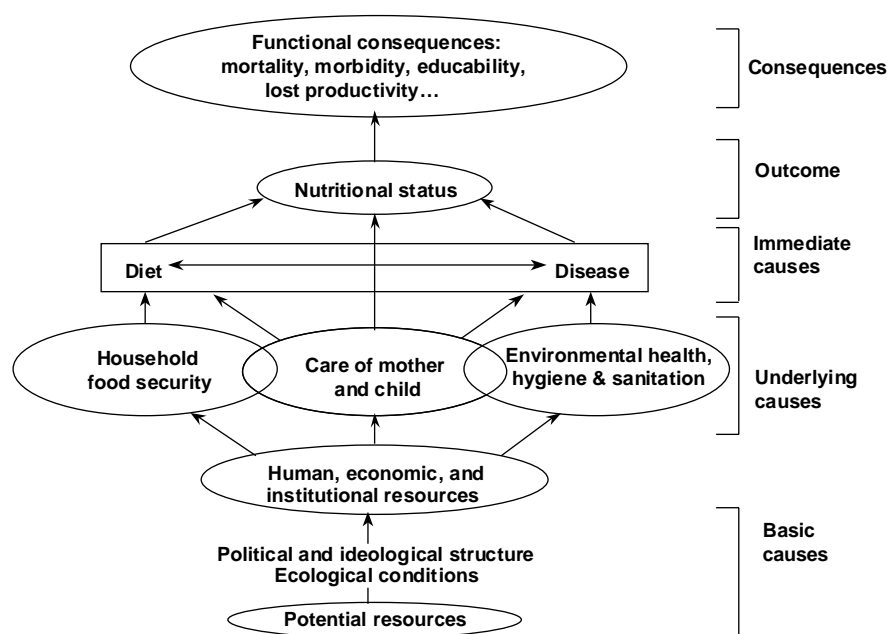 Functional consequences:
mortality, morbidity, educability,
lost productivity…
Consequences
Nutritional status
Outcome
Diet
Disease
Immediate
causes
Household
food security
Care of mother
and child
Environmental health,
hygiene & sanitation
Underlying
causes
Human, economic, and
institutional resources
Political and ideological structure
Ecological conditions
Potential resources
Basic
causes